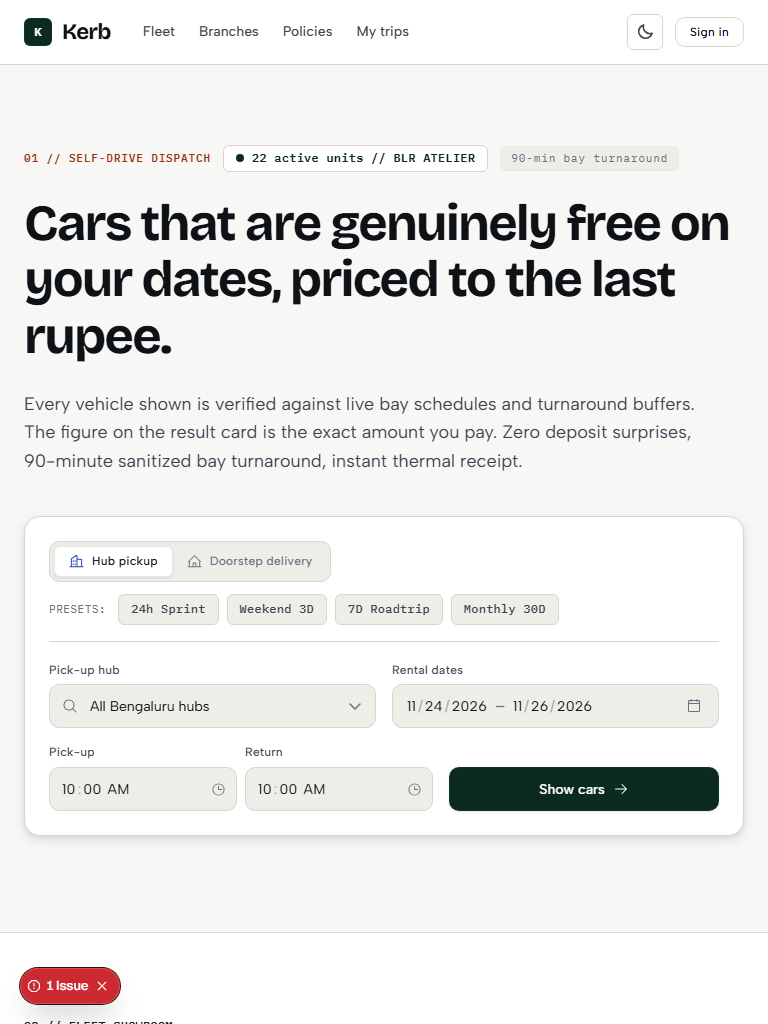 K Kerb Fleet Branches Policies My trips Sign in
01 // SELF-DRIVE DISPATCH 22 active units // BLR ATELIER 90-min bay turnaround
Cars that are genuinely free on
your dates, priced to the last
rupee.
Every vehicle shown is verified against live bay schedules and turnaround buffers.
The figure on the result card is the exact amount you pay. Zero deposit surprises,
90-minute sanitized bay turnaround, instant thermal receipt.
Hub pickup Doorstep delivery
PRESETS: 24h Sprint Weekend 3D 7D Roadtrip Monthly 30D
Pick-up hub Rental dates
All Bengaluru hubs 11/24/2026 – 11/26/2026
Pick-up Return
10:00 AM 10:00 AM Show cars →
1 Issue